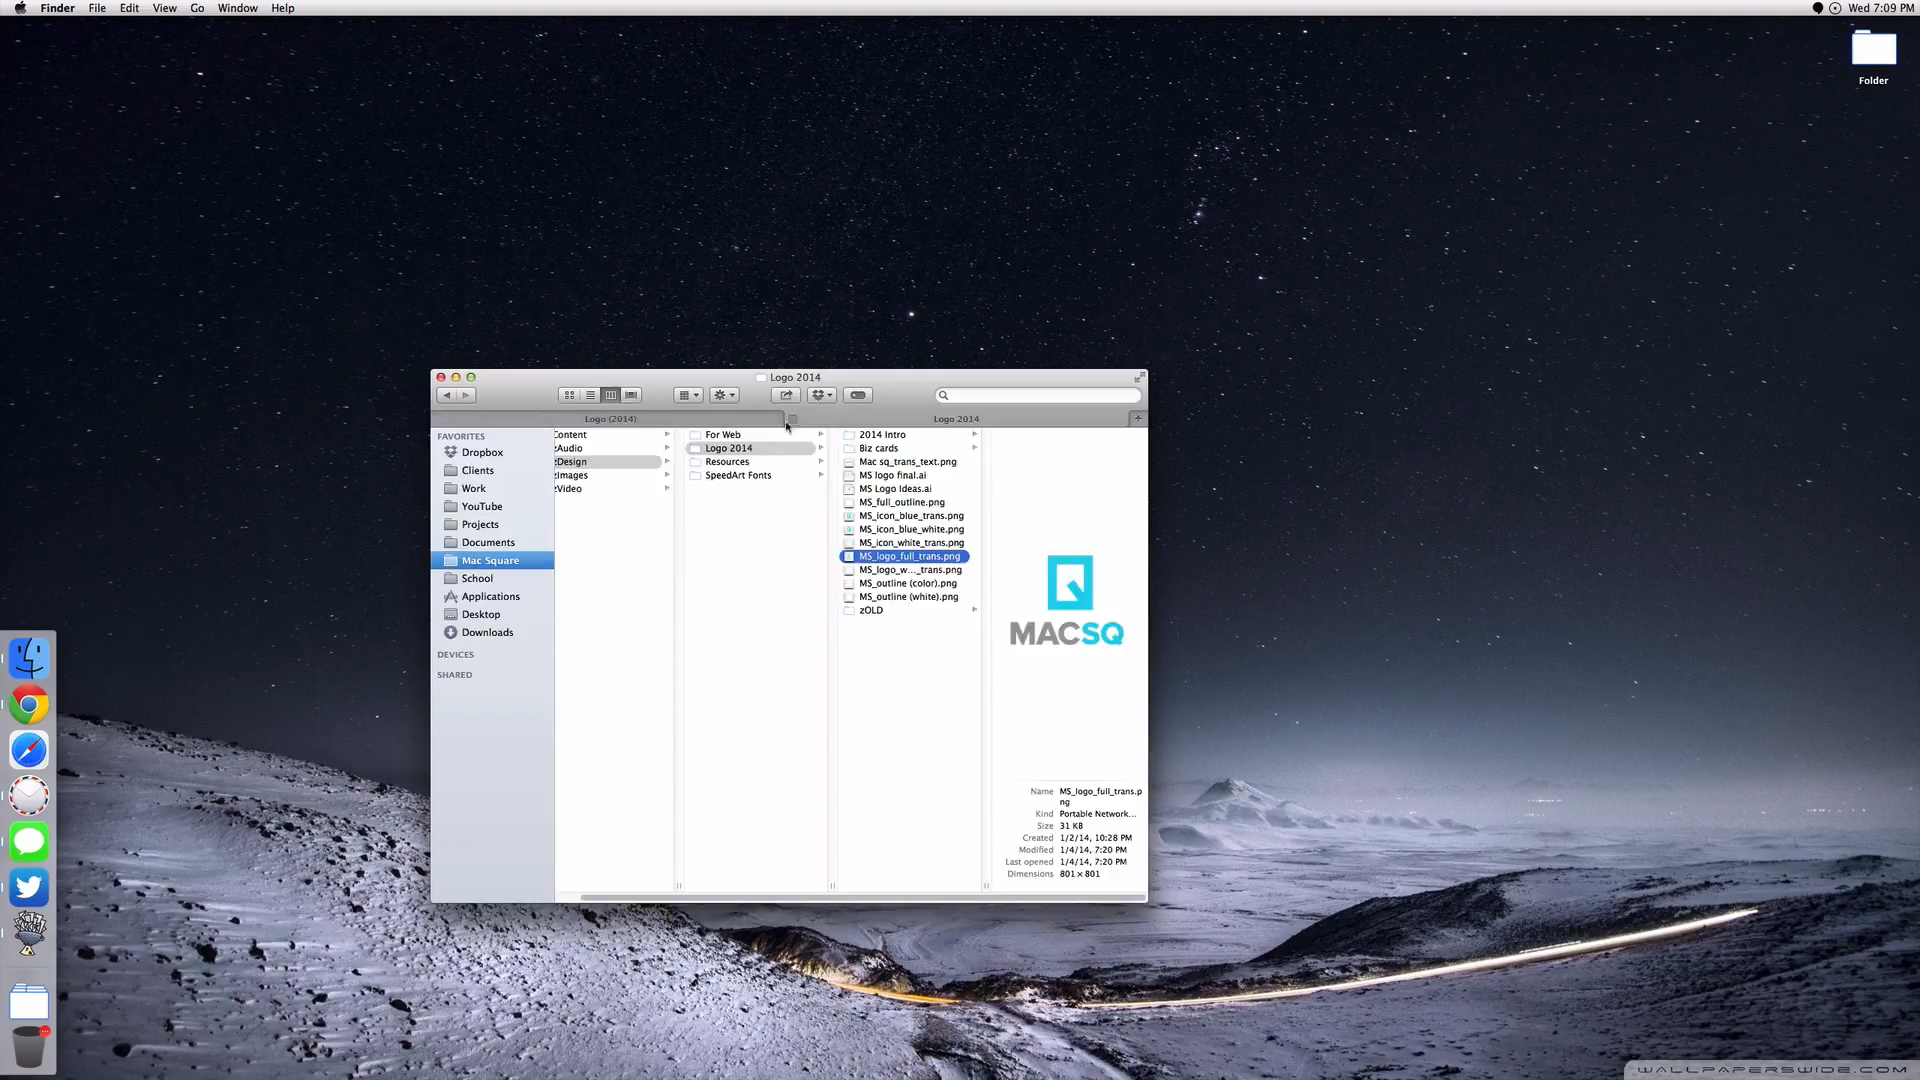 Finder File Edit View Go Window Help
Wed 7:09 PM
Folder
Logo 2014
Logo (2014)
Logo 2014
FAVORITES
Dropbox
Clients
Work
YouTube
Projects
Documents
Mac Square
School
Applications
Desktop
Downloads
DEVICES
SHARED
Content
zAudio
zDesign
zImages
zVideo
For Web
Logo 2014
Resources
SpeedArt Fonts
2014 Intro
Biz cards
Mac sq_trans_text.png
MS logo final.ai
MS Logo Ideas.ai
MS_full_outline.png
MS_icon_blue_trans.png
MS_icon_blue_white.png
MS_icon_white_trans.png
MS_logo_full_trans.png
MS_logo_w..._trans.png
MS_outline (color).png
MS_outline (white).png
zOLD
MACSQ
Name MS_logo_full_trans.p
ng
Kind Portable Network...
Size 31 KB
Created 1/2/14, 10:28 PM
Modified 1/4/14, 7:20 PM
Last opened 1/4/14, 7:20 PM
Dimensions 801 × 801
WALLPAPERSWIDE.COM